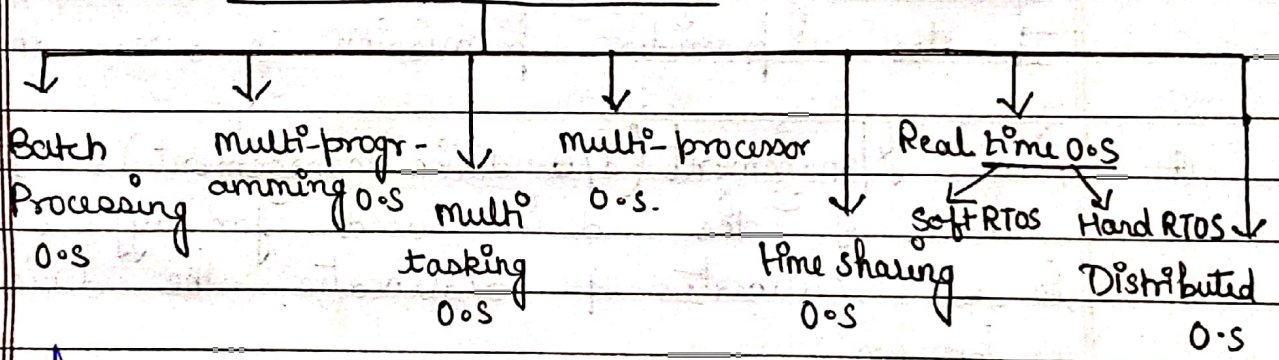 Batch
Processing
O.S
Multi-progr-
amming O.S
Multi
tasking
O.S
Multi-processor
O.S.
time sharing
O.S
Real time O.S
Soft RTOS Hard RTOS
Distributed
O.S